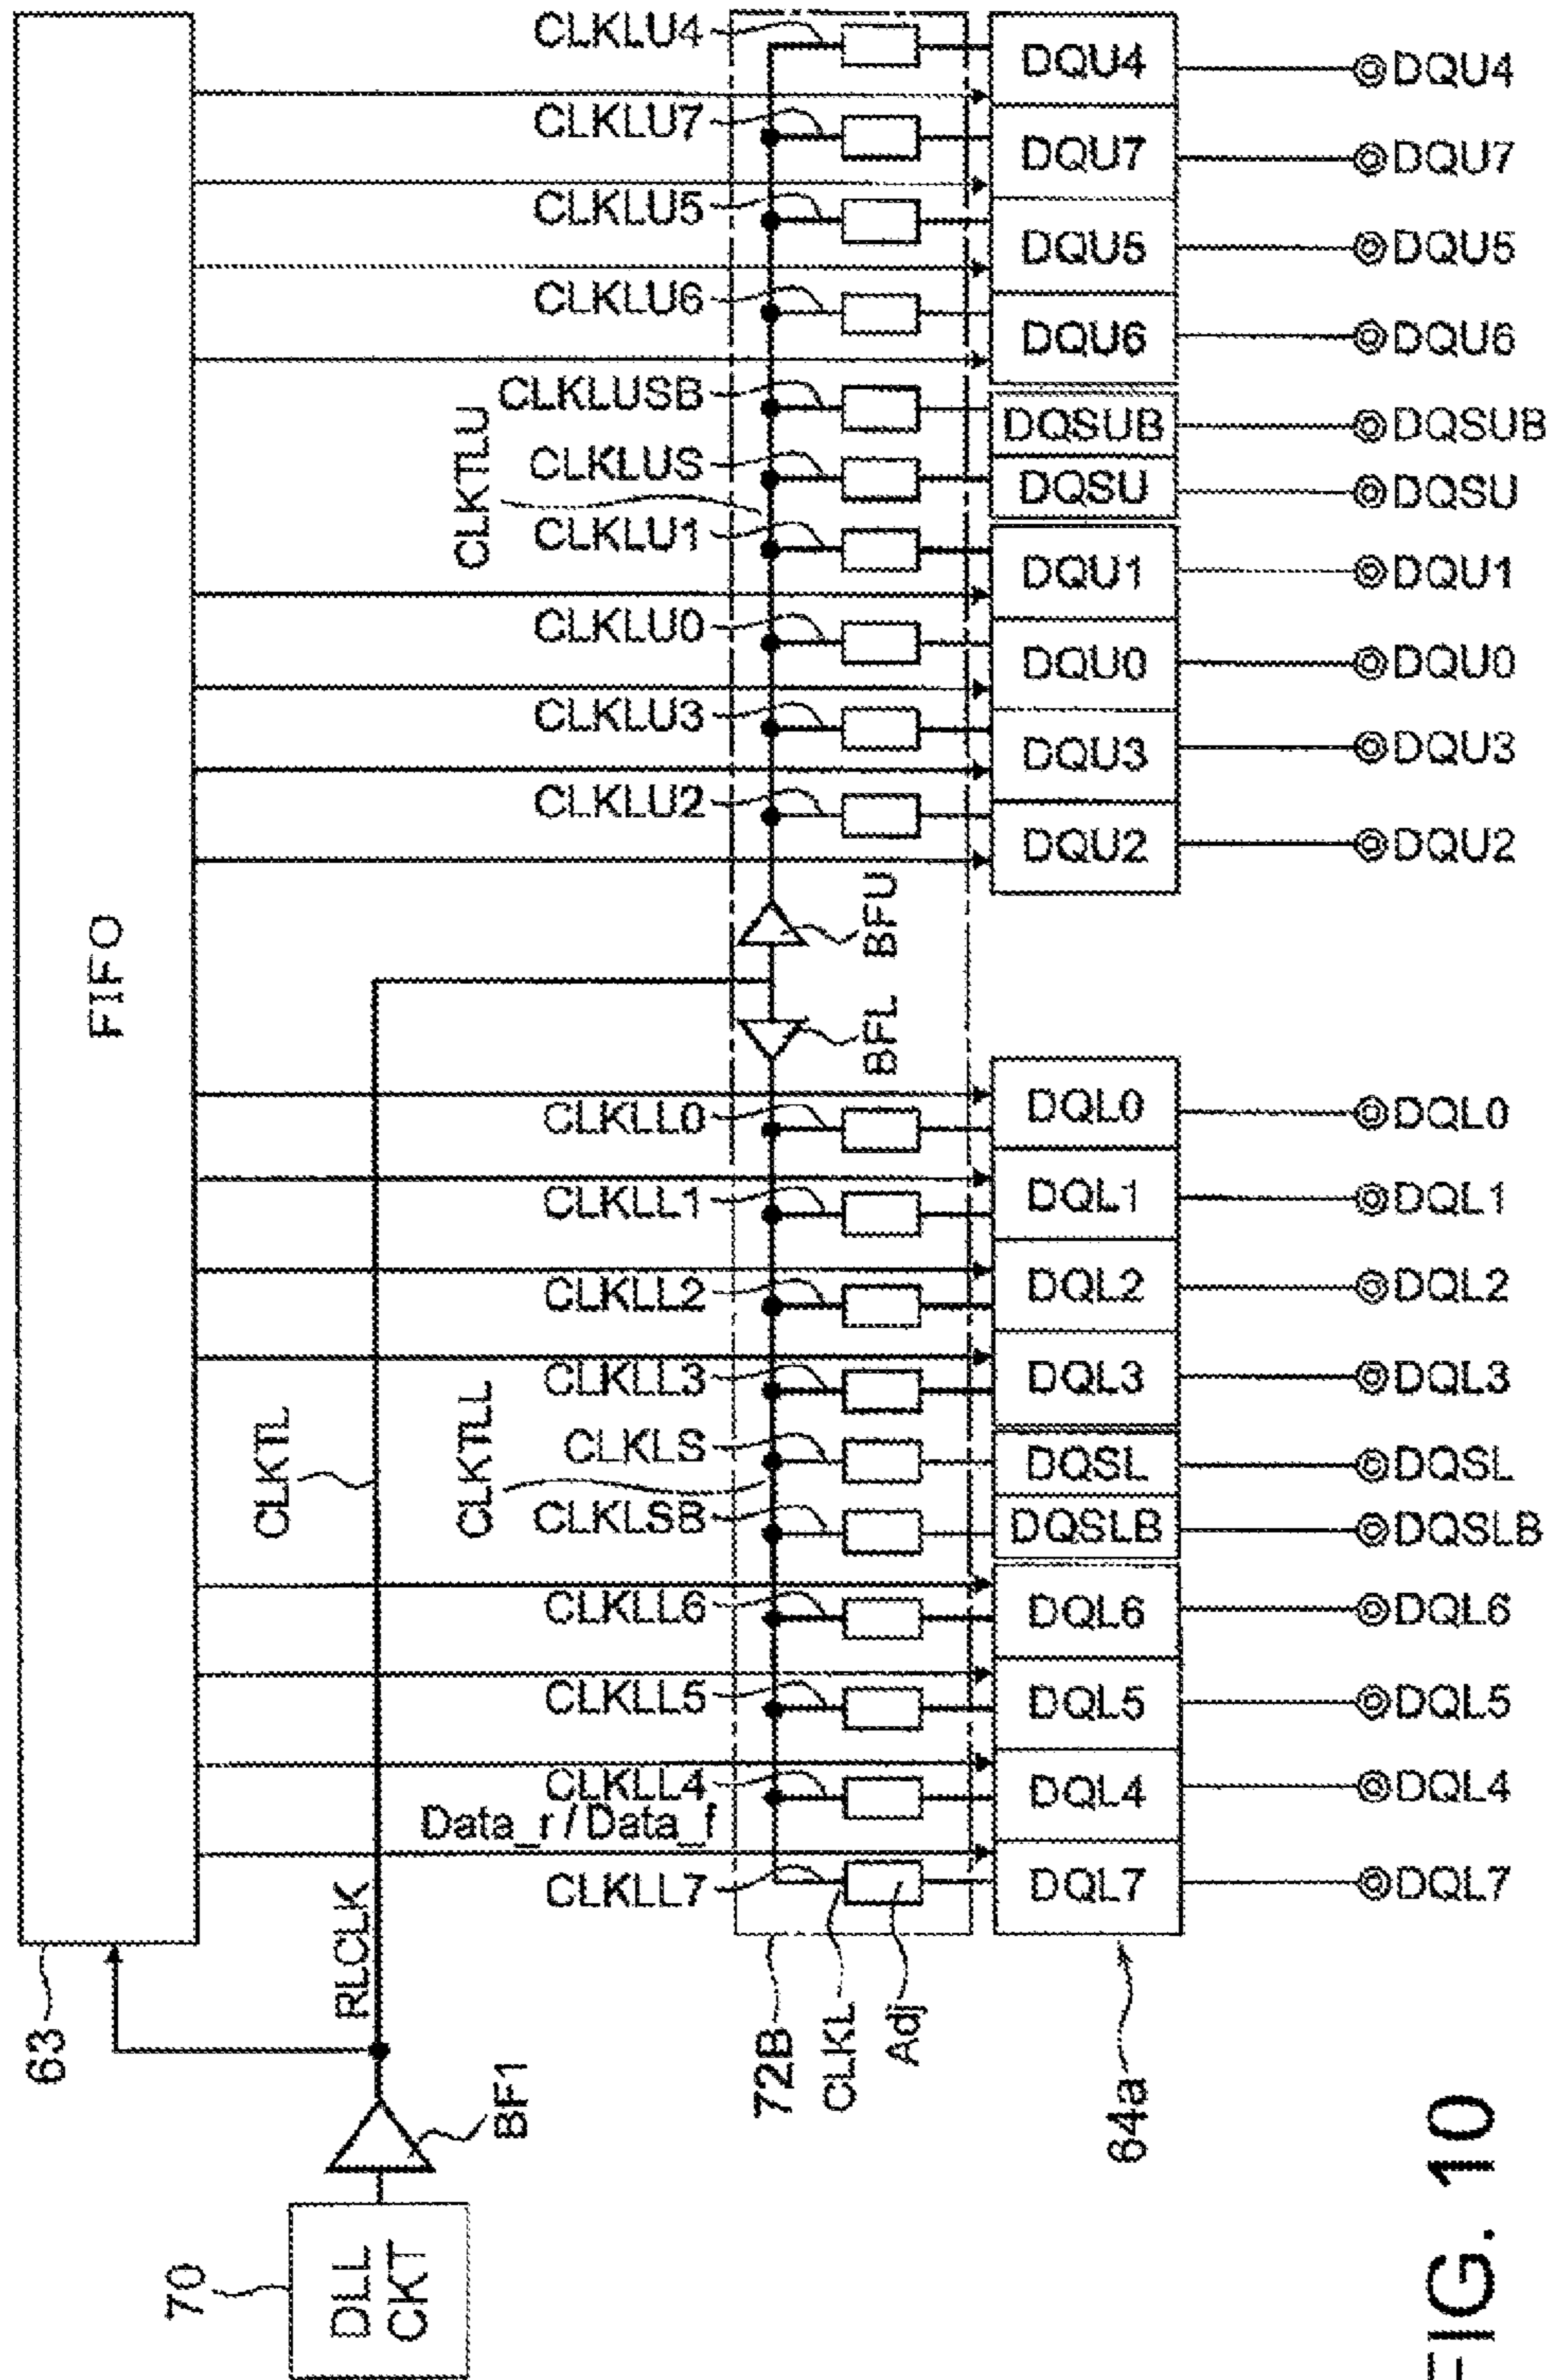 CLKLU4
DQU4
DQU4
CLKLU7
DQU7
DQU7
CLKLU5
DQU5
DQU5
CLKLU6
DQU6
DQU6
CLKLUSB
DQSUB
DQSUB
CLKTLU
CLKLUS
DQSU
DQSU
CLKLU1
DQU1
DQU1
CLKLU0
DQU0
DQU0
CLKLU3
DQU3
DQU3
CLKLU2
DQU2
DQU2
FIFO
BFU
BFL
CLKLL0
DQL0
DQL0
CLKLL1
DQL1
DQL1
CLKLL2
DQL2
DQL2
CLKLL3
DQL3
DQL3
CLKTL
CLKTLL
CLKLS
DQSL
DQSL
CLKLSB
DQSLB
DQSLB
CLKLL6
DQL6
DQL6
CLKLL5
DQL5
DQL5
CLKLL4
DQL4
DQL4
Data_r / Data_f
CLKLL7
DQL7
DQL7
RLCLK
63
72B
CLKL
Adj
64a
BF1
70
DLL
CKT
FIG. 10